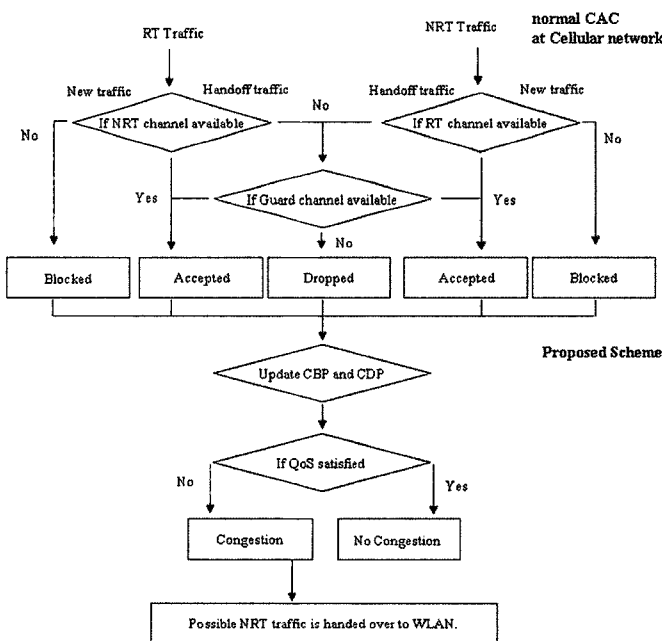 normal CAC
at Cellular network
RT Traffic
NRT Traffic
New traffic
Handoff traffic
Handoff traffic
New traffic
No
If NRT channel available
No
If RT channel available
No
Yes
If Guard channel available
Yes
No
Blocked
Accepted
Dropped
Accepted
Blocked
Proposed Scheme
Update CBP and CDP
If QoS satisfied
No
Yes
Congestion
No Congestion
Possible NRT traffic is handed over to WLAN.